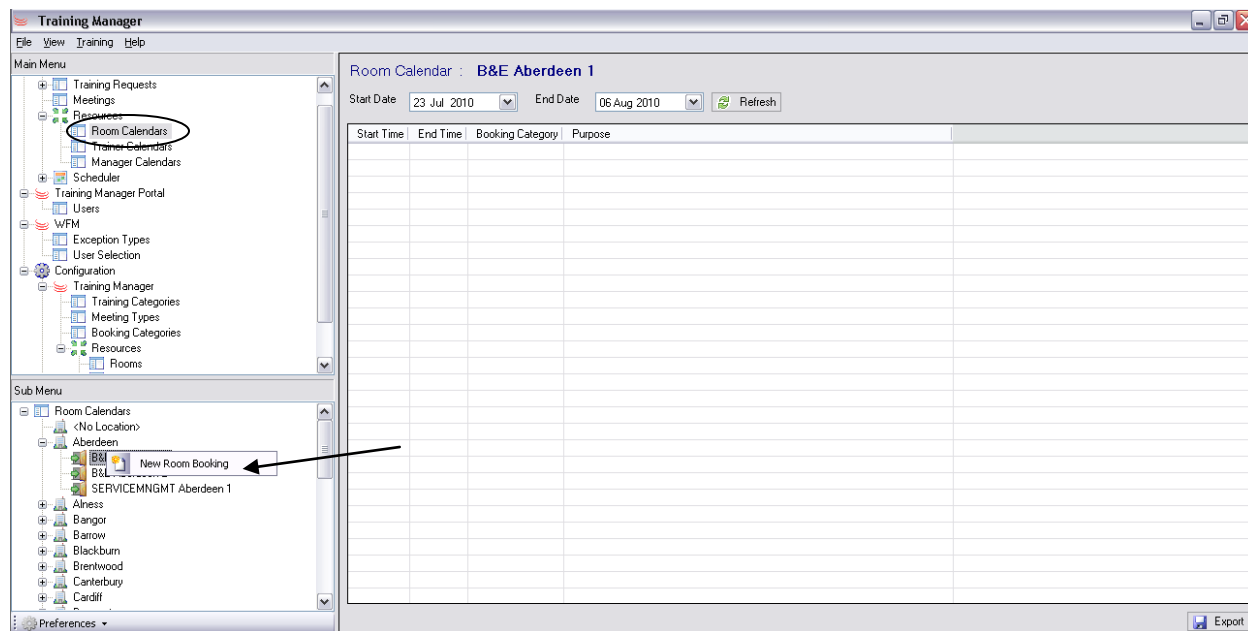 Training Manager
File View Training Help
Main Menu
Training Requests
Meetings
Resources
Room Calendars
Trainer Calendars
Manager Calendars
Scheduler
Training Manager Portal
Users
WFM
Exception Types
User Selection
Configuration
Training Manager
Training Categories
Meeting Types
Booking Categories
Resources
Rooms
Sub Menu
Room Calendars
<No Location>
Aberdeen
New Room Booking
SERVICEMNGMT Aberdeen 1
Alness
Bangor
Barrow
Blackburn
Brentwood
Canterbury
Cardiff
Preferences
Room Calendar : B&E Aberdeen 1
Start Date 23 Jul 2010 End Date 06 Aug 2010 Refresh
Start Time End Time Booking Category Purpose
Export